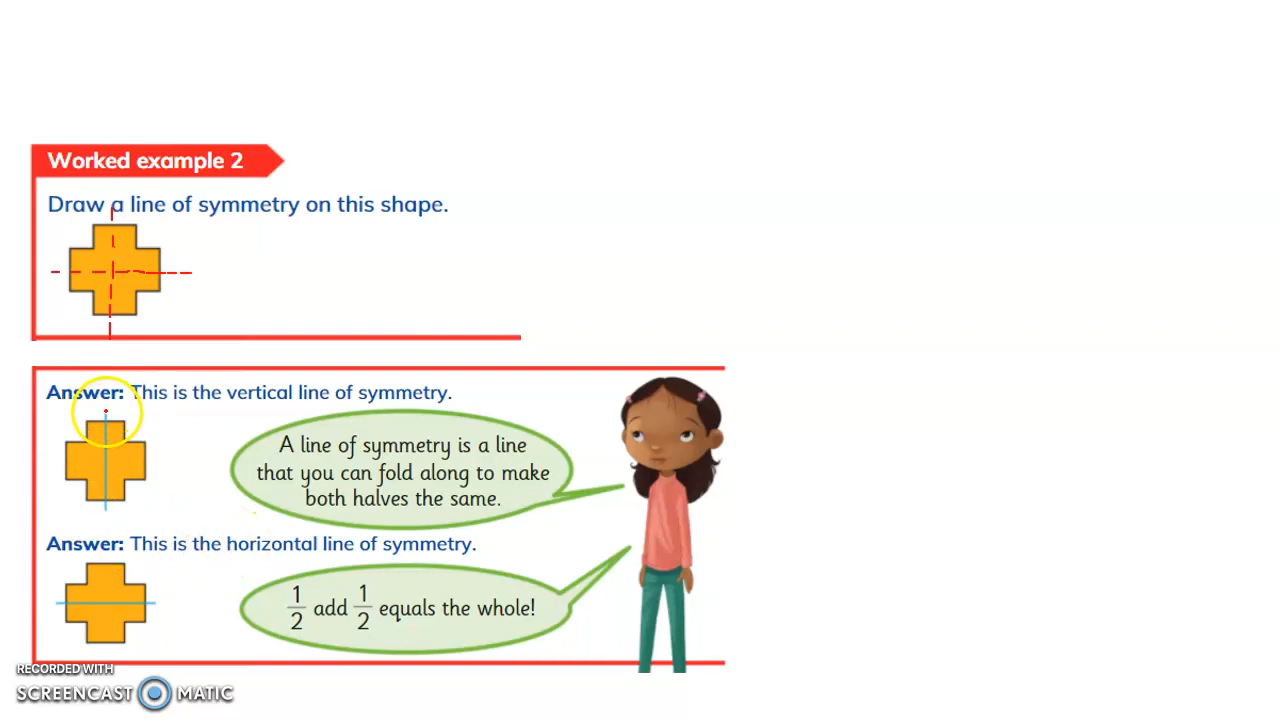 Worked example 2
Draw a line of symmetry on this shape.
Answer: This is the vertical line of symmetry.
A line of symmetry is a line
that you can fold along to make
both halves the same.
Answer: This is the horizontal line of symmetry.
1/2 add 1/2 equals the whole!
RECORDED WITH
SCREENCAST MATIC